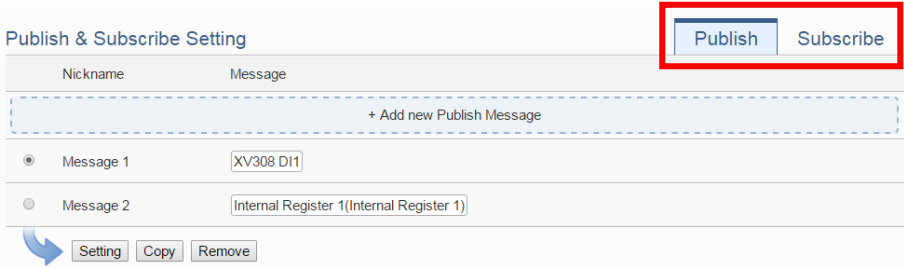 Publish & Subscribe Setting Publish Subscribe
Nickname Message
+ Add new Publish Message
Message 1 XV308 DI1
Message 2 Internal Register 1(Internal Register 1)
Setting Copy Remove